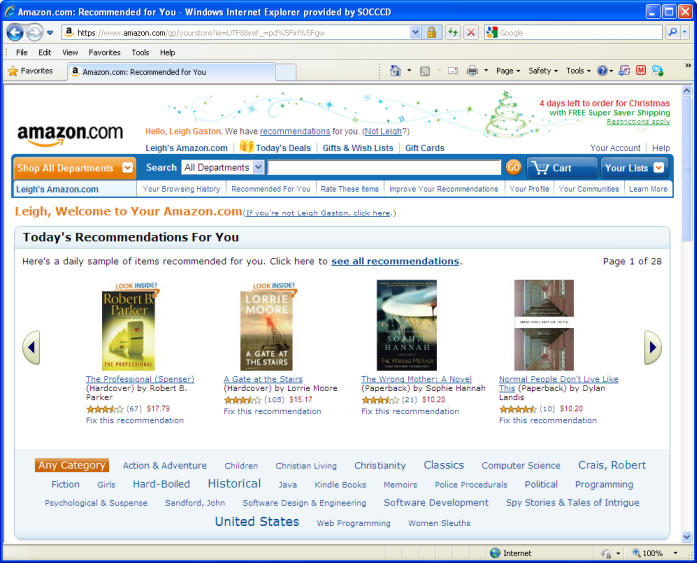 Amazon.com: Recommended for You - Windows Internet Explorer provided by SOCCCD
https://www.amazon.com/gp/yourstore?ie=UTF8&ref_=pd%5Firl%5Fgw
Google
File Edit View Favorites Tools Help
Favorites
Amazon.com: Recommended for You
Page Safety Tools
4 days left to order for Christmas
with FREE Super Saver Shipping
Restrictions apply
amazon.com
Hello, Leigh Gaston. We have recommendations for you. (Not Leigh?)
Leigh's Amazon.com Today's Deals Gifts & Wish Lists Gift Cards Your Account Help
Shop All Departments Search All Departments GO Cart Your Lists
Leigh's Amazon.com Your Browsing History Recommended For You Rate These Items Improve Your Recommendations Your Profile Your Communities Learn More
Leigh, Welcome to Your Amazon.com (If you're not Leigh Gaston, click here.)
Today's Recommendations For You
Here's a daily sample of items recommended for you. Click here to see all recommendations. Page 1 of 28
LOOK INSIDE! LOOK INSIDE!
Robert B. Parker
THE PROFESSIONAL
LORRIE MOORE
A GATE AT THE STAIRS
SOPHIE HANNAH
THE WRONG MOTHER
The Professional (Spenser) (Hardcover) by Robert B. Parker
(67) $17.79
Fix this recommendation
A Gate at the Stairs (Hardcover) by Lorrie Moore
(105) $15.17
Fix this recommendation
The Wrong Mother: A Novel (Paperback) by Sophie Hannah
(21) $10.20
Fix this recommendation
Normal People Don't Live Like This (Paperback) by Dylan Landis
(10) $10.20
Fix this recommendation
Any Category Action & Adventure Children Christian Living Christianity Classics Computer Science Crais, Robert
Fiction Girls Hard-Boiled Historical Java Kindle Books Memoirs Police Procedurals Political Programming
Psychological & Suspense Sandford, John Software Design & Engineering Software Development Spy Stories & Tales of Intrigue
United States Web Programming Women Sleuths
Internet 100%